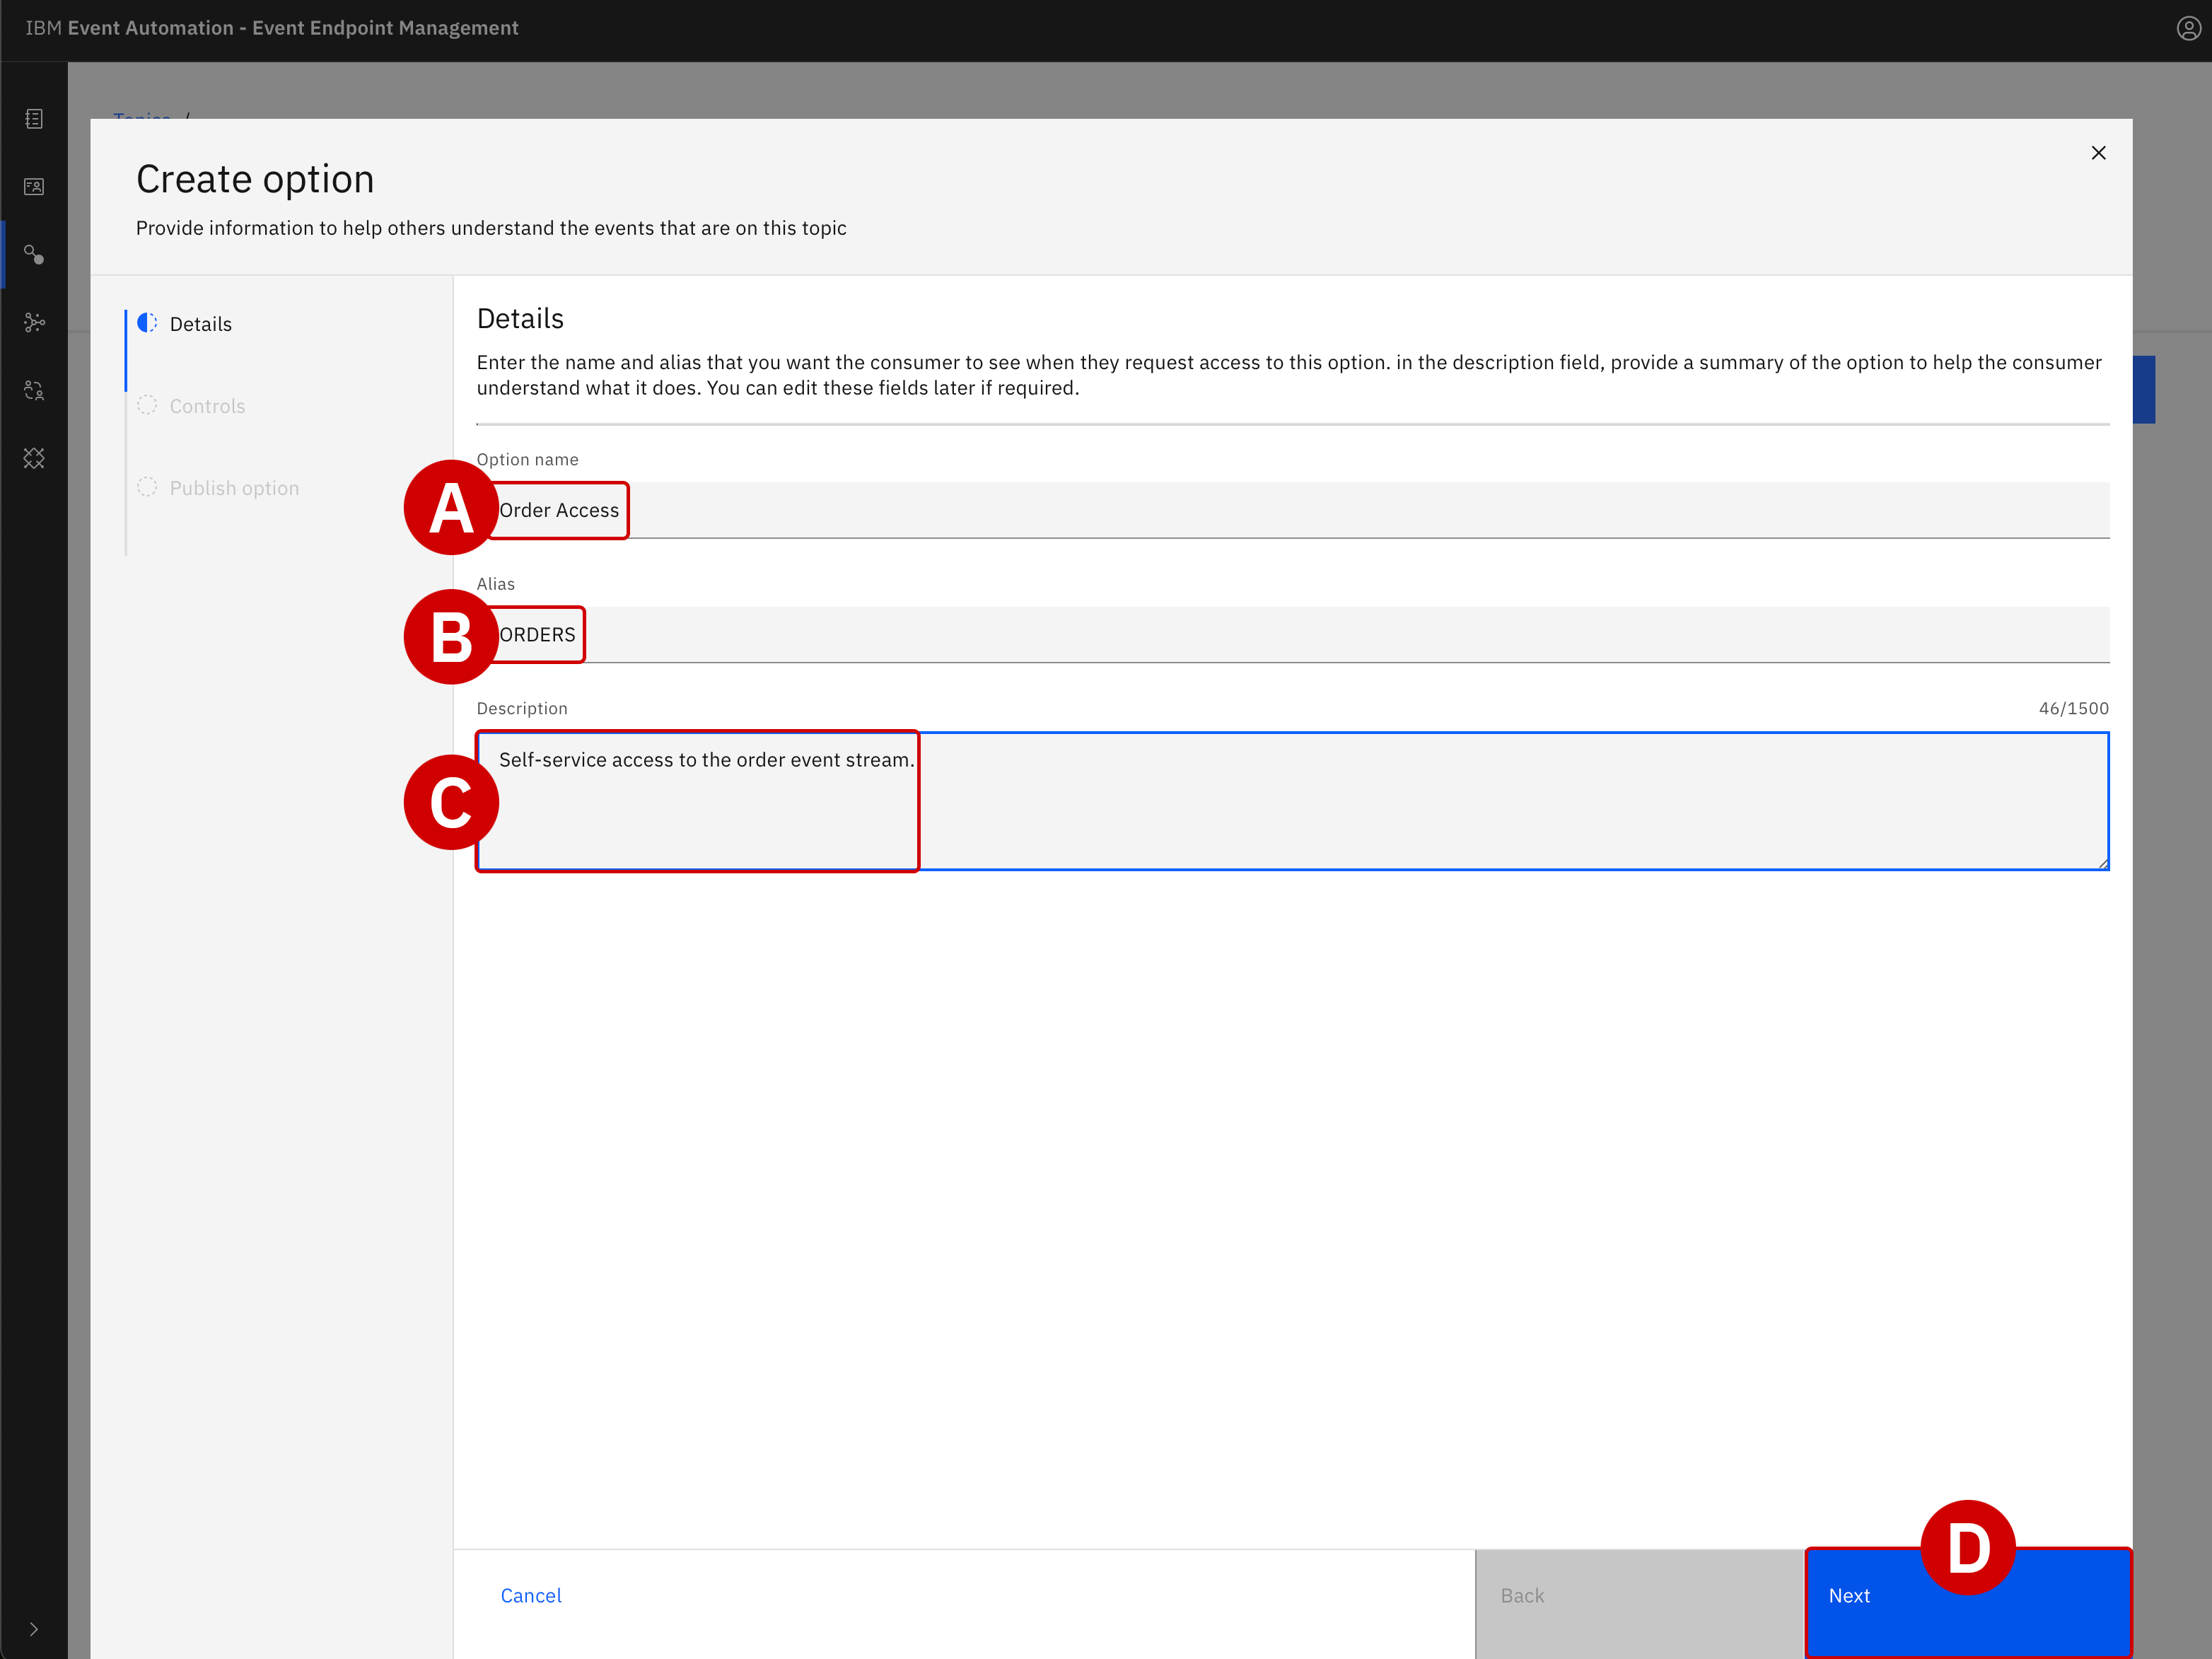 IBM Event Automation - Event Endpoint Management
Topics /
Create option
Provide information to help others understand the events that are on this topic
Details
Controls
Publish option
Details
Enter the name and alias that you want the consumer to see when they request access to this option. in the description field, provide a summary of the option to help the consumer
understand what it does. You can edit these fields later if required.
Option name
A
Order Access
Alias
B
ORDERS
Description
46/1500
C
Self-service access to the order event stream.
Cancel
Back
Next
D